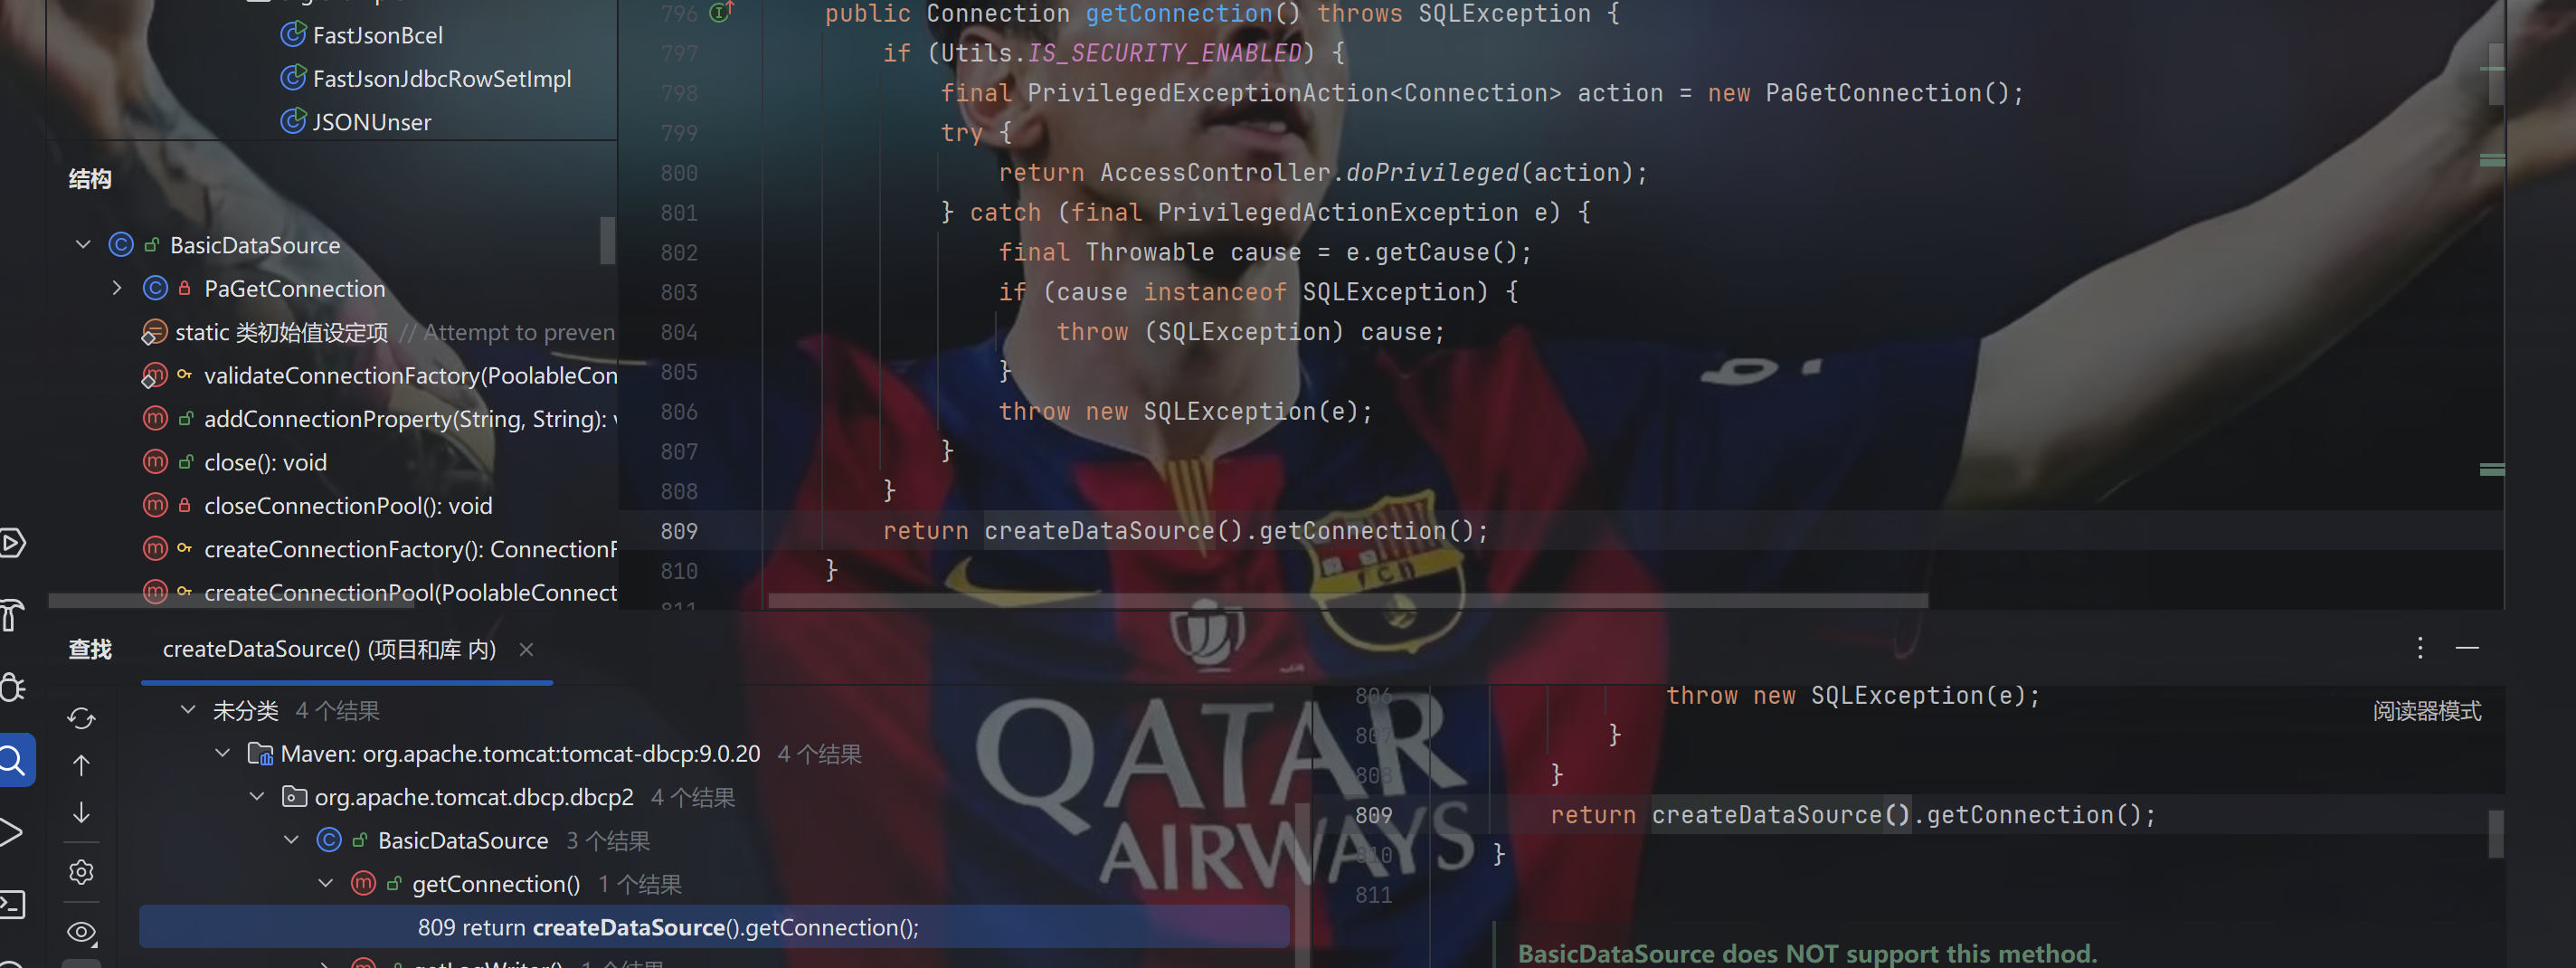 FastJsonBcel
FastJsonJdbcRowSetImpl
JSONUnser
结构
BasicDataSource
PaGetConnection
static 类初始值设定项 // Attempt to preven
validateConnectionFactory(PoolableCon
addConnectionProperty(String, String):
close(): void
closeConnectionPool(): void
createConnectionFactory(): Connection
createConnectionPool(PoolableConnect
796 public Connection getConnection() throws SQLException {
797 if (Utils.IS_SECURITY_ENABLED) {
798 final PrivilegedExceptionAction<Connection> action = new PaGetConnection();
799 try {
800 return AccessController.doPrivileged(action);
801 } catch (final PrivilegedActionException e) {
802 final Throwable cause = e.getCause();
803 if (cause instanceof SQLException) {
804 throw (SQLException) cause;
805 }
806 throw new SQLException(e);
807 }
808 }
809 return createDataSource().getConnection();
810 }
811
FCB
QATAR
AIRWAYS
查找 createDataSource() (项目和库 内)
未分类 4 个结果
Maven: org.apache.tomcat:tomcat-dbcp:9.0.20 4 个结果
org.apache.tomcat.dbcp.dbcp2 4 个结果
BasicDataSource 3 个结果
getConnection() 1 个结果
809 return createDataSource().getConnection();
getLogWriter() 1 个结果
阅读器模式
806 throw new SQLException(e);
807 }
808 }
809 return createDataSource().getConnection();
810 }
811
BasicDataSource does NOT support this method.